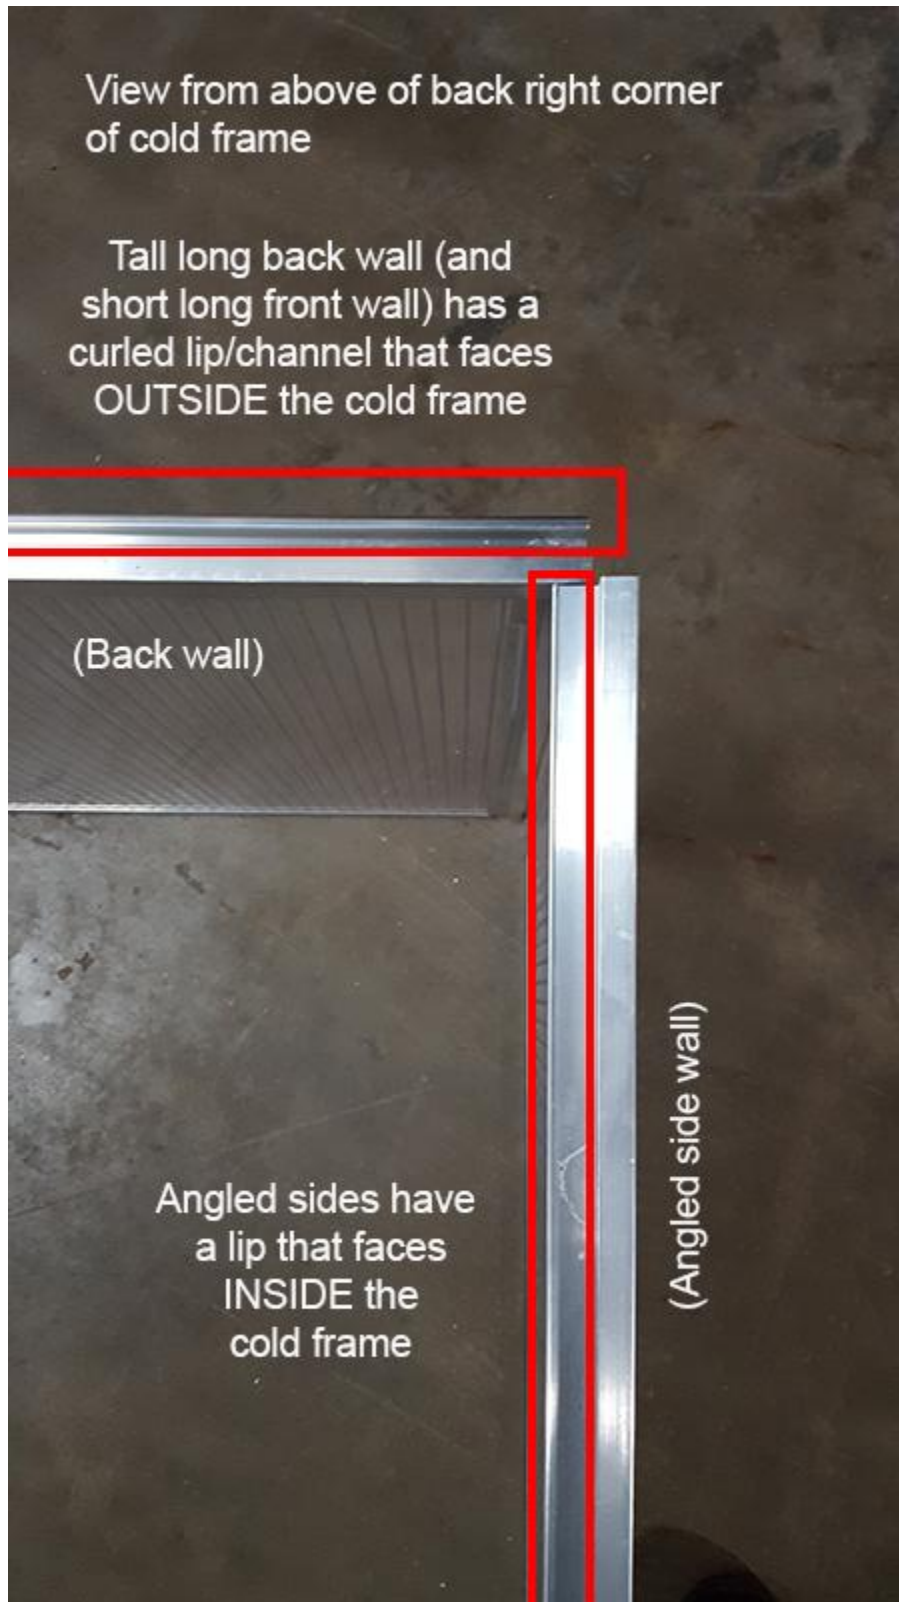 View from above of back right corner
of cold frame
Tall long back wall (and
short long front wall) has a
curled lip/channel that faces
OUTSIDE the cold frame
(Back wall)
(Angled side wall)
Angled sides have
a lip that faces
INSIDE the
cold frame